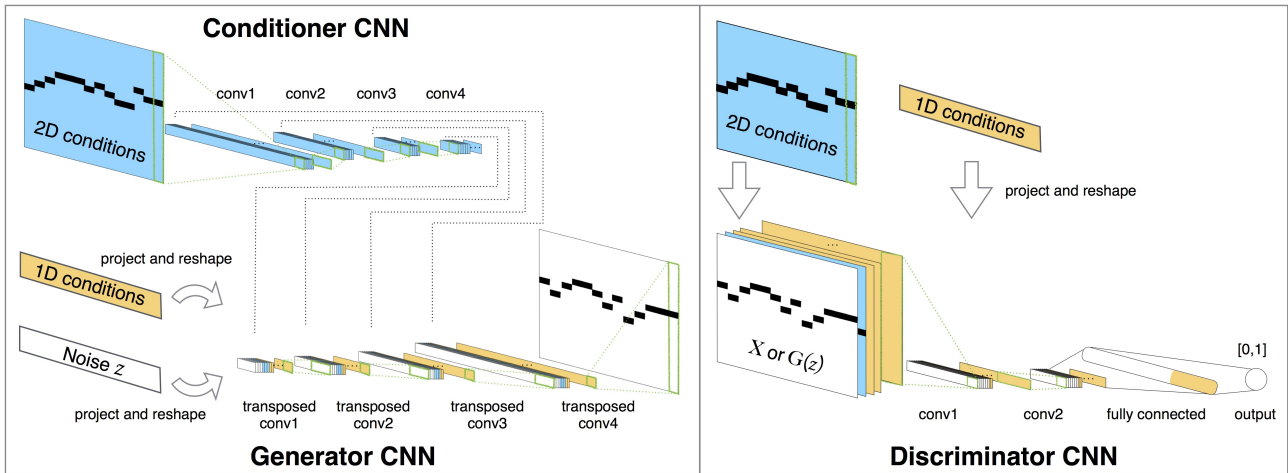 Conditioner CNN
conv1 conv2 conv3 conv4
2D conditions
...
... ... ...
project and reshape
1D conditions
Noise z
project and reshape
... ... ... ...
transposed conv1
transposed conv2
transposed conv3
transposed conv4
Generator CNN
2D conditions
1D conditions
project and reshape
...
X or G(z)
... ...
[0,1]
conv1 conv2 fully connected output
Discriminator CNN